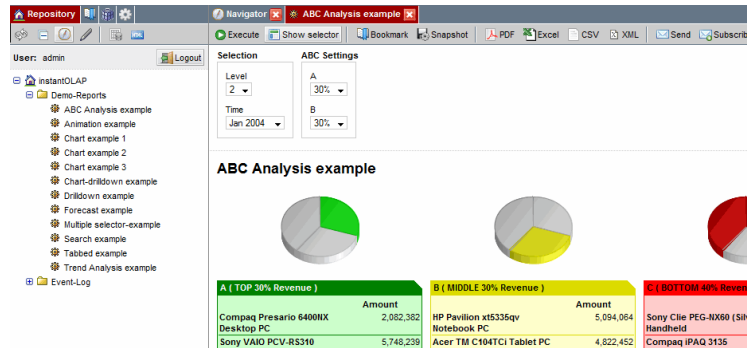 Repository
Navigator
ABC Analysis example
Execute Show selector Bookmark Snapshot PDF Excel CSV XML Send Subscrib
User: admin Logout
Selection ABC Settings
Level A
2 30%
Time B
Jan 2004 30%
instantOLAP
Demo-Reports
ABC Analysis example
Animation example
Chart example 1
Chart example 2
Chart example 3
Chart-drilldown example
Drilldown example
Forecast example
Multiple selector-example
Search example
Tabbed example
Trend Analysis example
Event-Log
ABC Analysis example
A ( TOP 30% Revenue ) B ( MIDDLE 30% Revenue ) C ( BOTTOM 40% Reven
Amount Amount
Compaq Presario 6400NX 2,082,382 HP Pavilion xt5335qv 5,094,064 Sony Clie PEG-NX60 (Sil
Desktop PC Notebook PC Handheld
Sony VAIO PCV-RS310 5,748,239 Acer TM C104TCi Tablet PC 4,822,452 Compaq iPAQ 3135